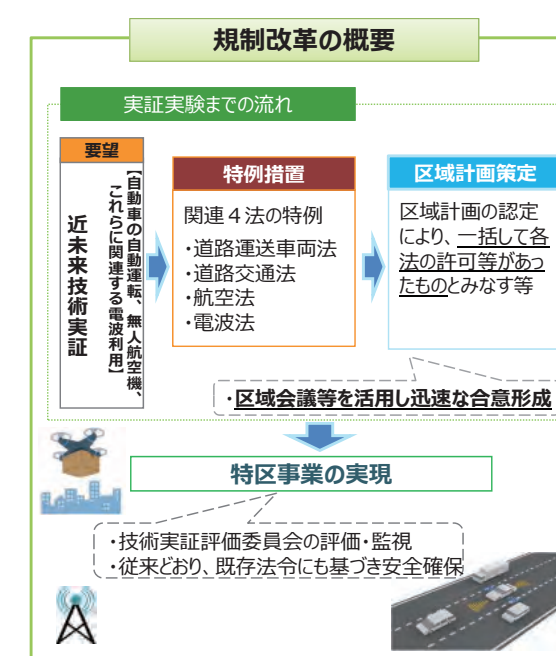 規制改革の概要
実証実験までの流れ
要望
近未来技術実証
【自動車の自動運転、無人航空機、
これらに関連する電波利用】
特例措置
関連４法の特例
・道路運送車両法
・道路交通法
・航空法
・電波法
区域計画策定
区域計画の認定
により、一括して各
法の許可等があっ
たものとみなす等
・区域会議等を活用し迅速な合意形成
特区事業の実現
・技術実証評価委員会の評価・監視
・従来どおり、既存法令にも基づき安全確保